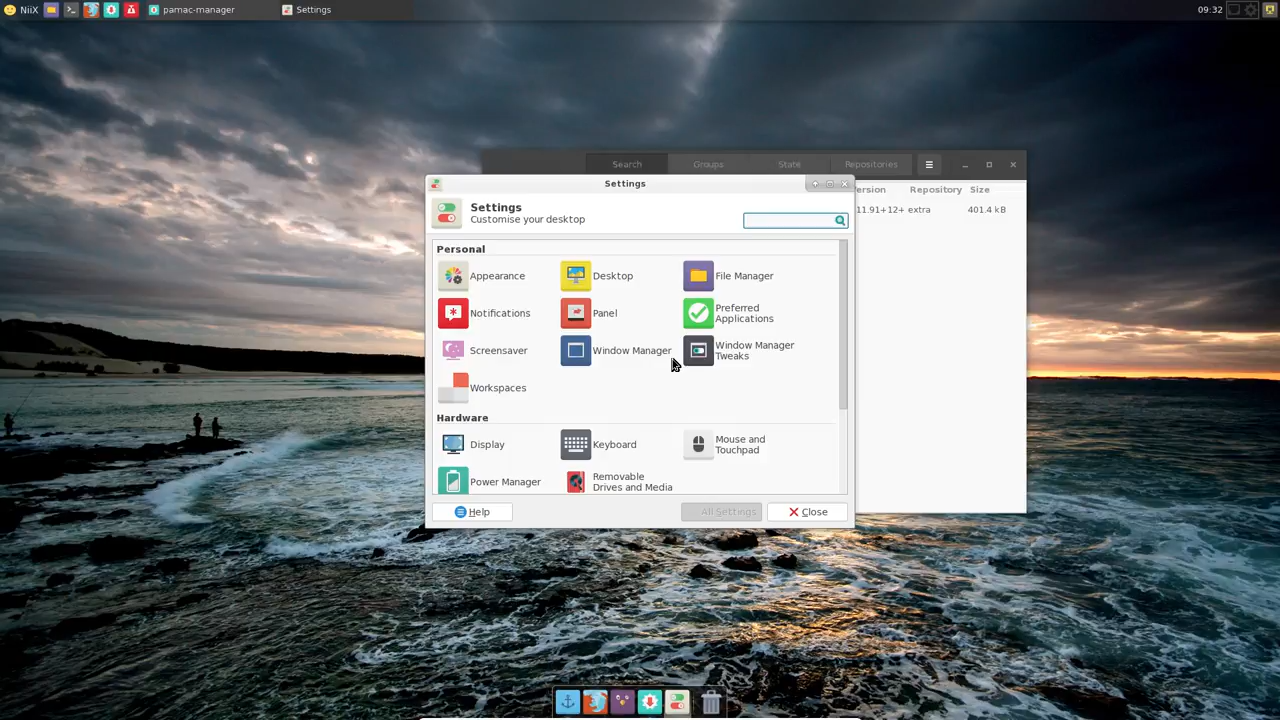 NiiX
pamac-manager
Settings
09:32
Search
Groups
State
Repositories
Settings
Settings
Customise your desktop
ersion
Repository
Size
11.91+12+
extra
401.4 kB
Personal
Appearance
Desktop
File Manager
Notifications
Panel
Preferred
Applications
Screensaver
Window Manager
Window Manager
Tweaks
Workspaces
Hardware
Display
Keyboard
Mouse and
Touchpad
Power Manager
Removable
Drives and Media
Help
All Settings
Close